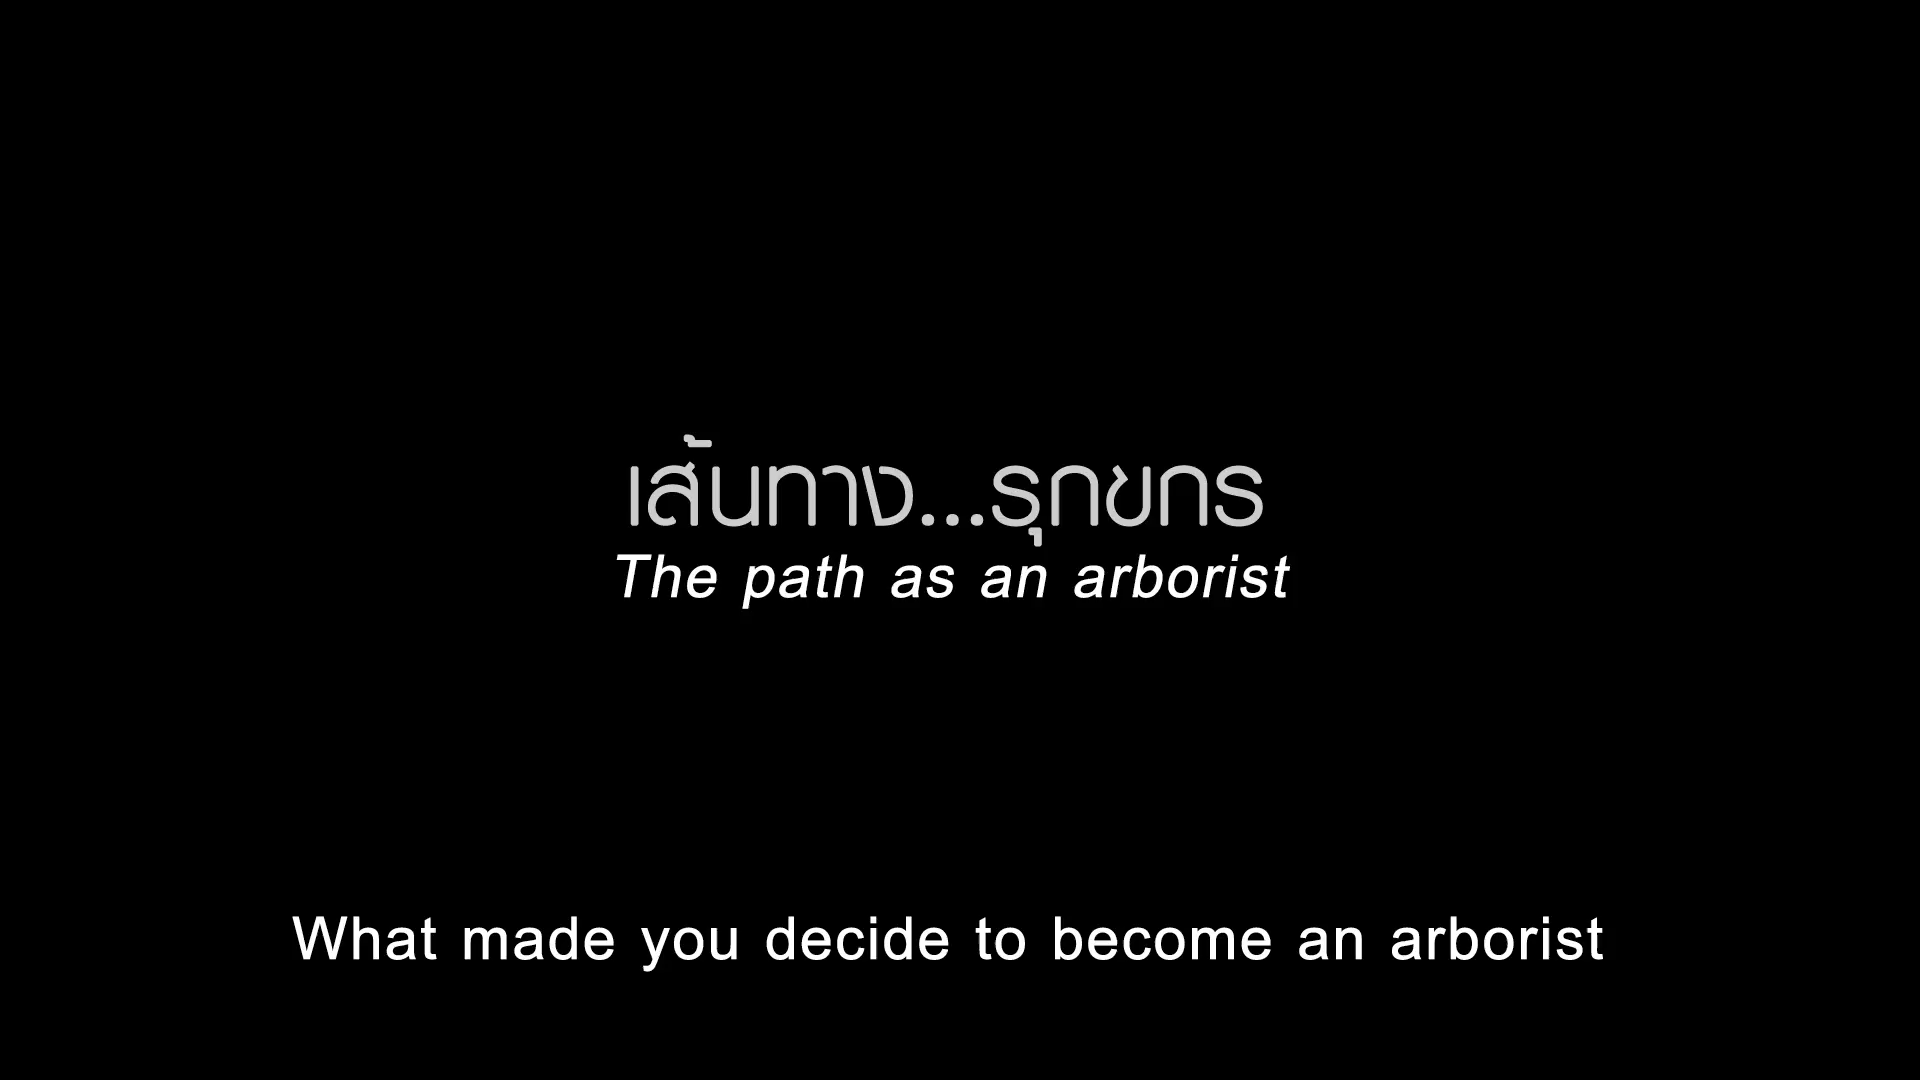 เส้นทาง...รุกขกร
The path as an arborist
What made you decide to become an arborist